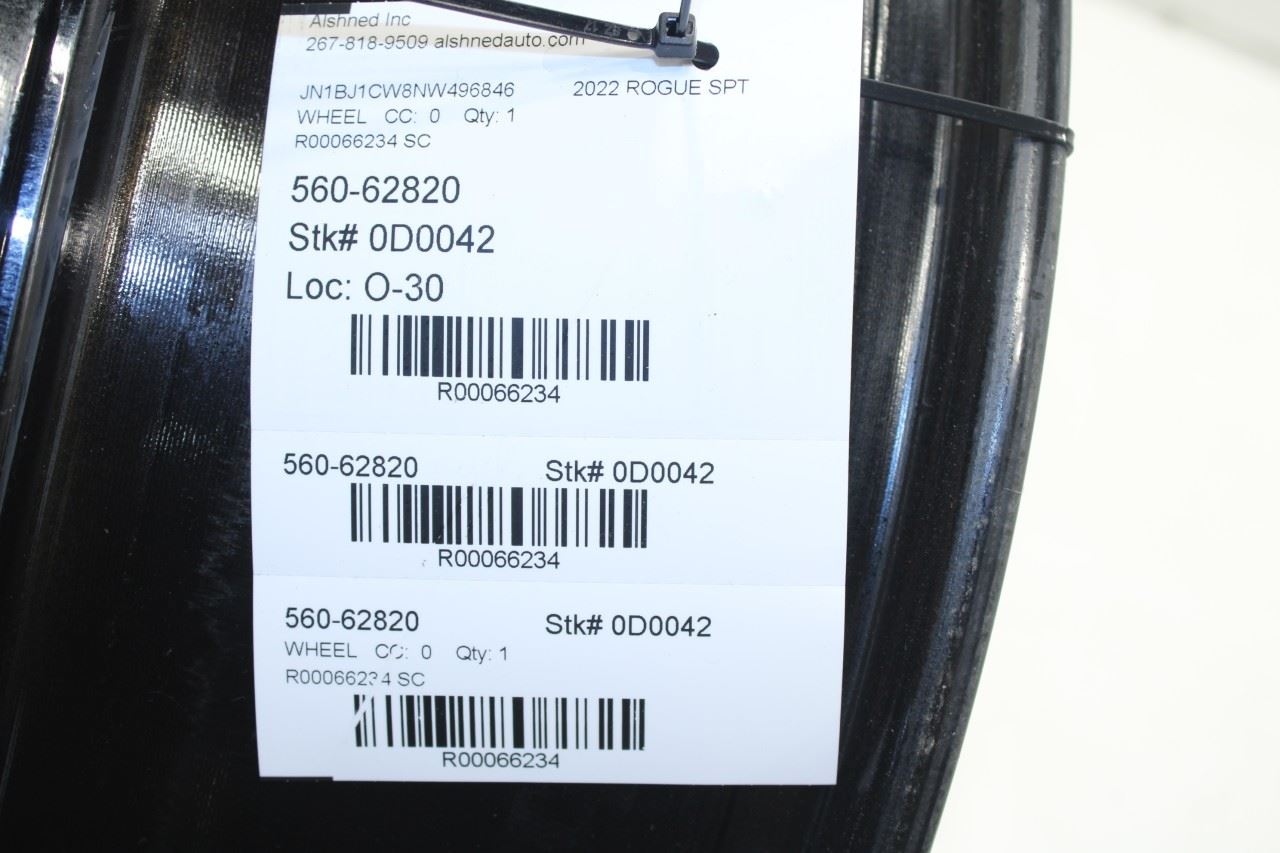 Alshned Inc
267-818-9509 alshnedauto.com
JN1BJ1CW8NW496846 2022 ROGUE SPT
WHEEL CC: 0 Qty: 1
R00066234 SC
560-62820
Stk# 0D0042
Loc: O-30
R00066234
560-62820 Stk# 0D0042
R00066234
560-62820 Stk# 0D0042
WHEEL CC: 0 Qty: 1
R00066234 SC
R00066234